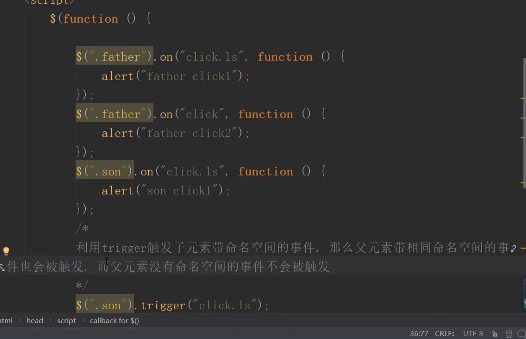 <script>
$(function () {
$(".father").on("click.ls", function () {
alert("father click1");
});
$(".father").on("click", function () {
alert("father click2");
});
$(".son").on("click.ls", function () {
alert("son click1");
});
/*
利用trigger触发了元素带命名空间的事件, 那么父元素带相同命名空间的事
件也会被触发. 而父元素没有命名空间的事件不会被触发
*/
$(".son").trigger("click.ls");
html head script callback for $()
36:77 CRLF: UTF-8